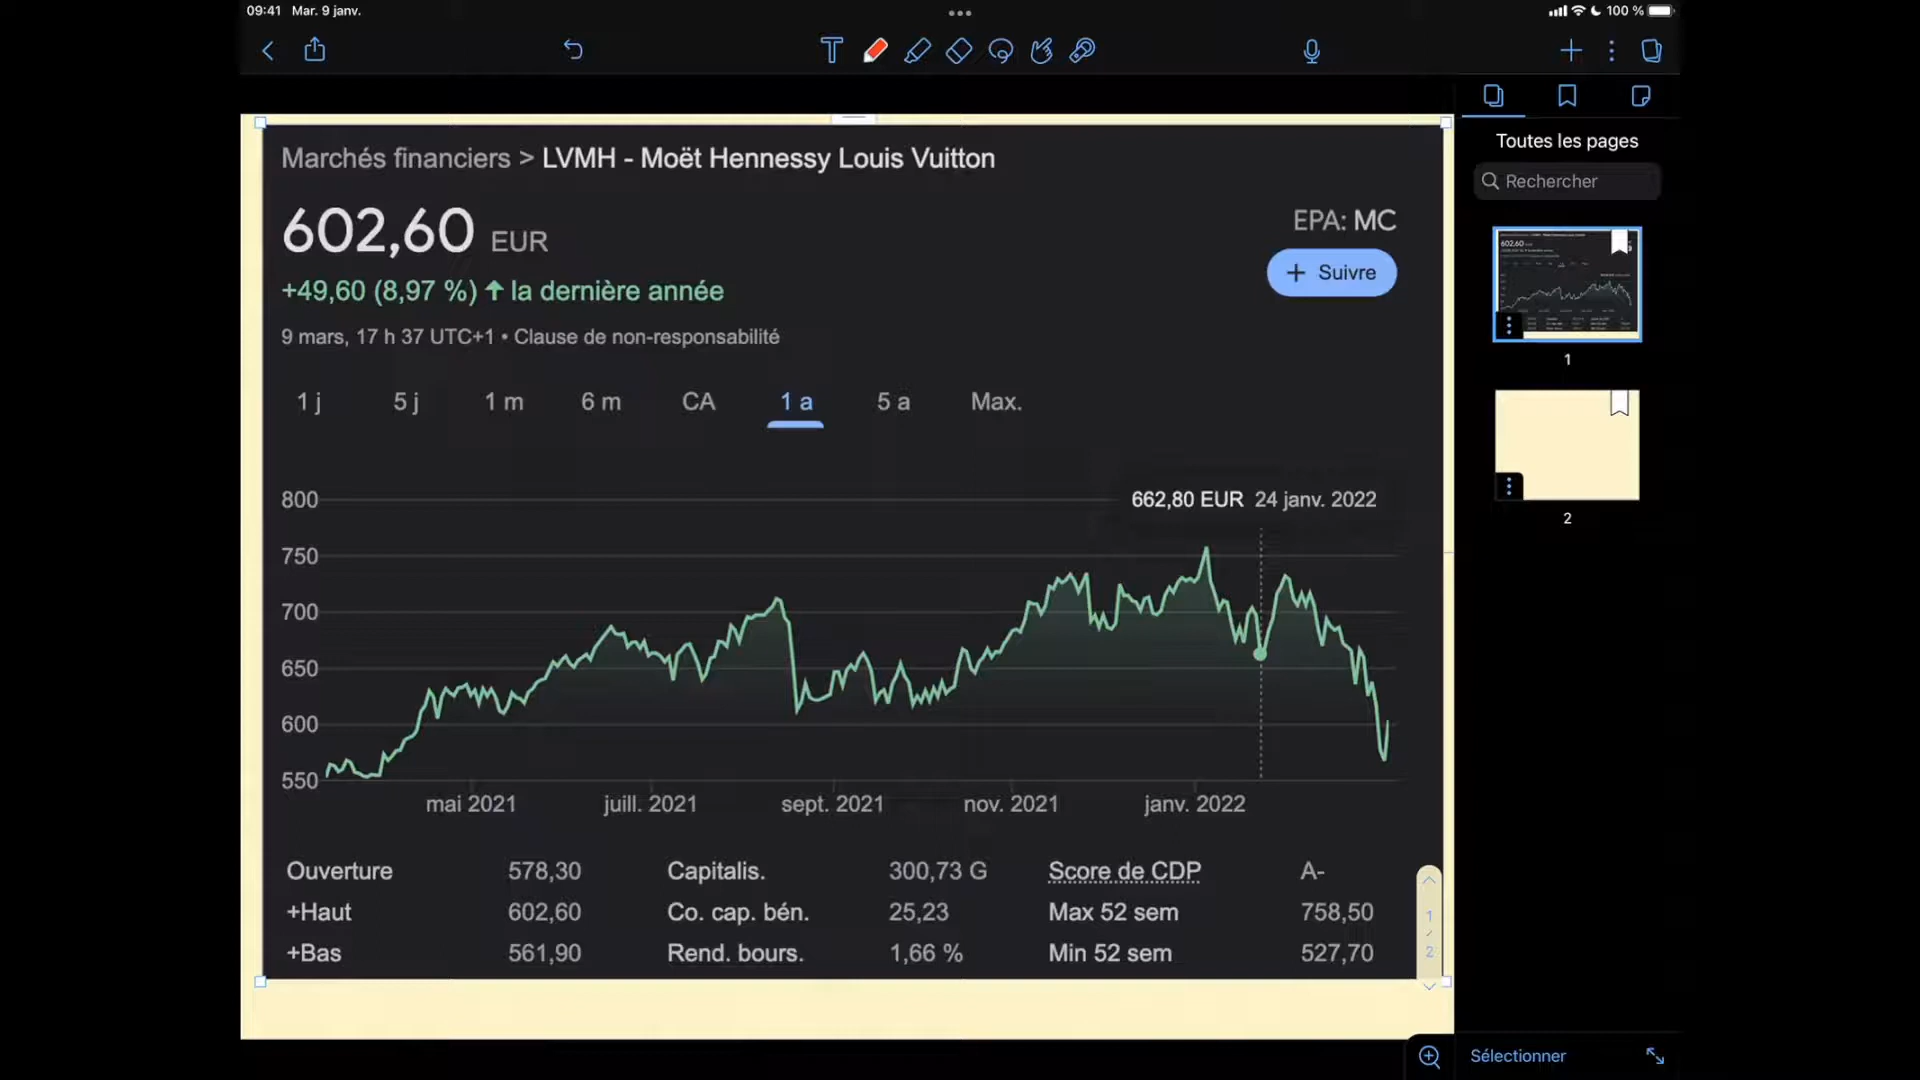 09:41 Mar. 9 janv.
100 %
Toutes les pages
Rechercher
Marchés financiers > LVMH - Moët Hennessy Louis Vuitton
602,60 EUR
EPA: MC
+ Suivre
+49,60 (8,97 %) ↑ la dernière année
9 mars, 17 h 37 UTC+1 • Clause de non-responsabilité
1 j 5 j 1 m 6 m CA 1 a 5 a Max.
662,80 EUR 24 janv. 2022
800
750
700
650
600
550
mai 2021 juill. 2021 sept. 2021 nov. 2021 janv. 2022
Ouverture 578,30 Capitalis. 300,73 G Score de CDP A-
+Haut 602,60 Co. cap. bén. 25,23 Max 52 sem 758,50
+Bas 561,90 Rend. bours. 1,66 % Min 52 sem 527,70
1
/
2
1
2
Sélectionner